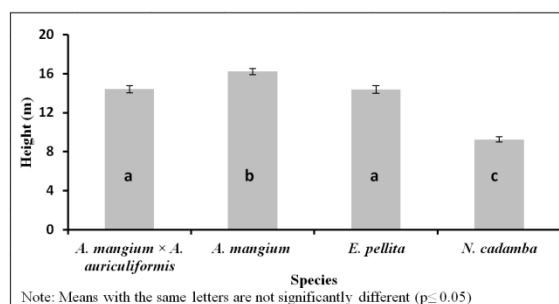 20
16
12
8
4
0
Height (m)
a
b
a
c
A. mangium × A. auriculiformis
A. mangium
E. pellita
N. cadamba
Species
Note: Means with the same letters are not significantly different (p≤ 0.05)